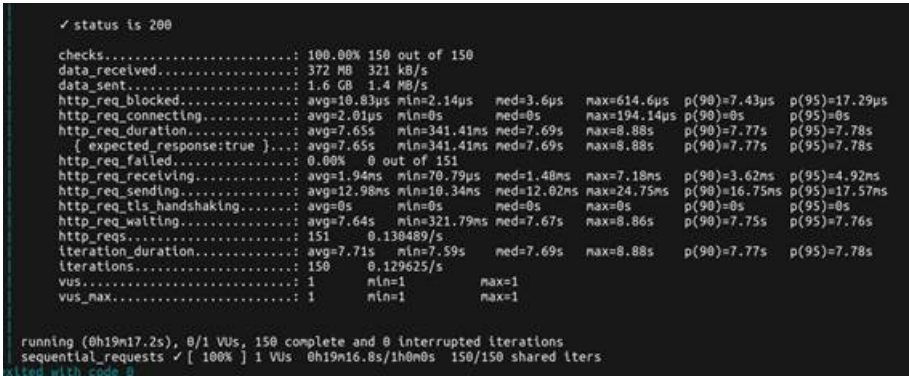 ✓ status is 200
checks.........................: 100.00% 150 out of 150
data_received..................: 372 MB 321 kB/s
data_sent......................: 1.6 GB 1.4 MB/s
http_req_blocked...............: avg=10.83µs min=2.14µs med=3.6µs max=614.6µs p(90)=7.43µs p(95)=17.29µs
http_req_connecting............: avg=2.01µs min=0s med=0s max=194.14µs p(90)=0s p(95)=0s
http_req_duration..............: avg=7.65s min=341.41ms med=7.69s max=8.88s p(90)=7.77s p(95)=7.78s
{ expected_response:true }...: avg=7.65s min=341.41ms med=7.69s max=8.88s p(90)=7.77s p(95)=7.78s
http_req_failed................: 0.00% 0 out of 151
http_req_receiving.............: avg=1.94ms min=70.79µs med=1.48ms max=7.18ms p(90)=3.62ms p(95)=4.92ms
http_req_sending...............: avg=12.98ms min=10.34ms med=12.02ms max=24.75ms p(90)=16.75ms p(95)=17.57ms
http_req_tls_handshaking.......: avg=0s min=0s med=0s max=0s p(90)=0s p(95)=0s
http_req_waiting...............: avg=7.64s min=321.79ms med=7.67s max=8.86s p(90)=7.75s p(95)=7.76s
http_reqs......................: 151 0.130489/s
iteration_duration.............: avg=7.71s min=7.59s med=7.69s max=8.88s p(90)=7.77s p(95)=7.78s
iterations.....................: 150 0.129625/s
vus............................: 1 min=1 max=1
vus_max........................: 1 min=1 max=1
running (0h19m17.2s), 0/1 VUs, 150 complete and 0 interrupted iterations
sequential_requests ✓ [ 100% ] 1 VUs 0h19m16.8s/1h0m0s 150/150 shared iters
exited with code 0